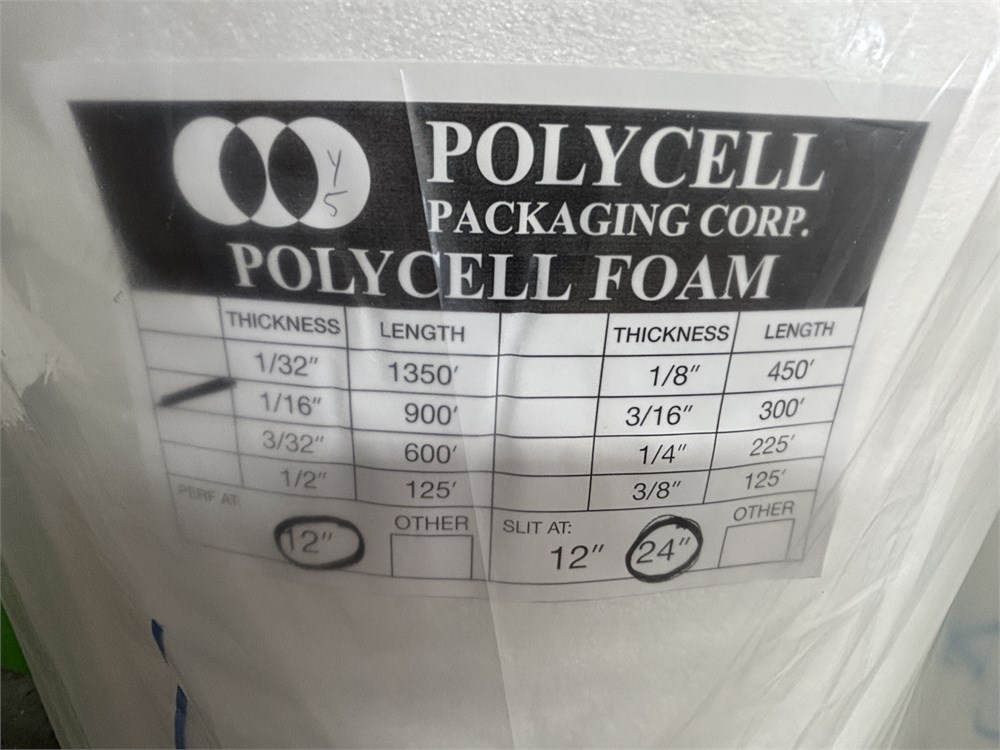 Y
5
POLYCELL
PACKAGING CORP.
POLYCELL FOAM
THICKNESS LENGTH THICKNESS LENGTH
1/32" 1350' 1/8" 450'
1/16" 900' 3/16" 300'
3/32" 600' 1/4" 225'
1/2" 125' 3/8" 125'
PERF AT: 12" OTHER SLIT AT: 12" 24" OTHER